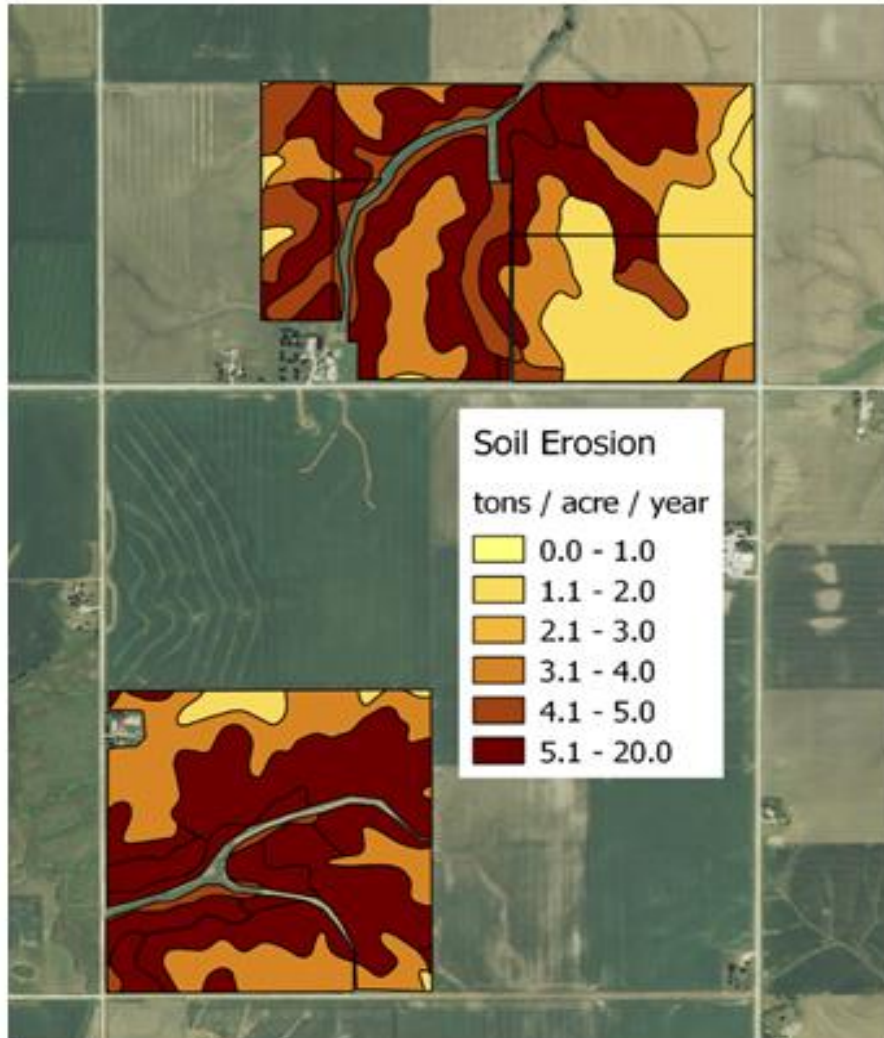 Soil Erosion
tons / acre / year
0.0 - 1.0
1.1 - 2.0
2.1 - 3.0
3.1 - 4.0
4.1 - 5.0
5.1 - 20.0